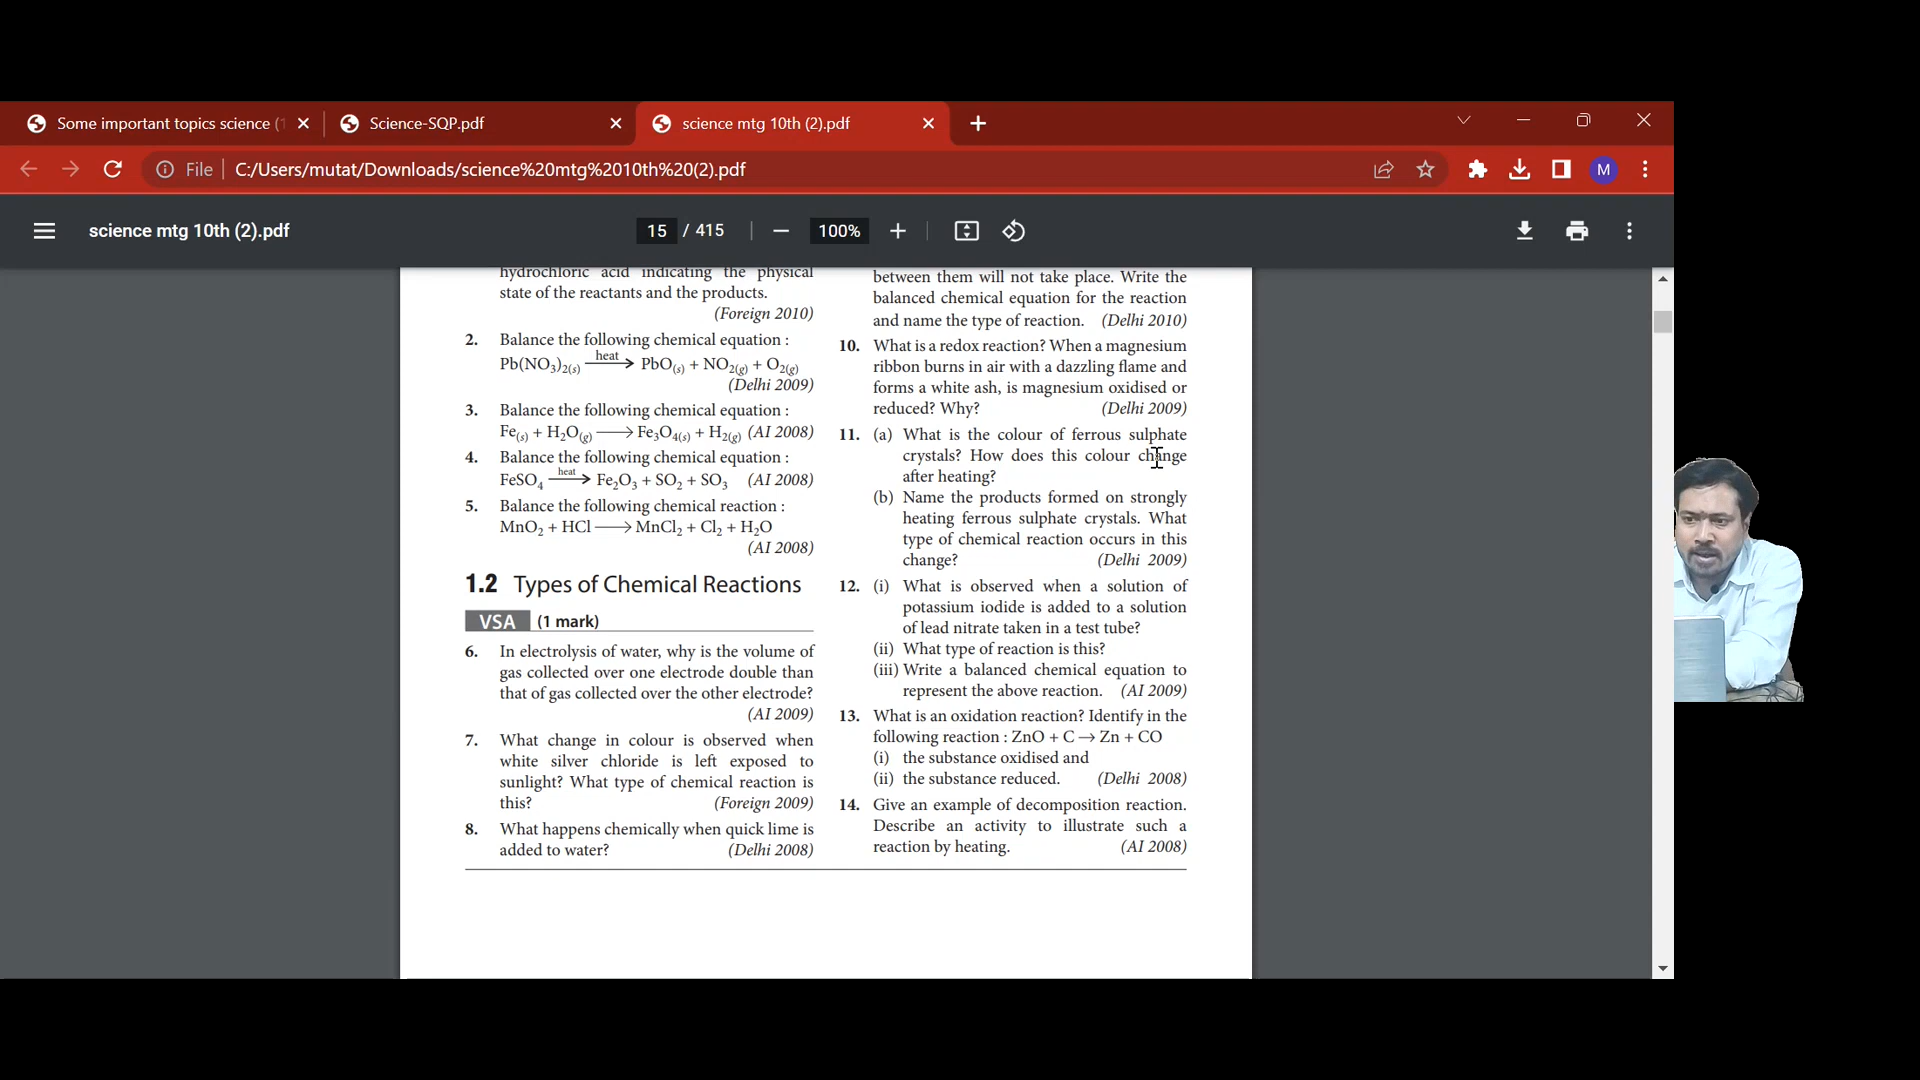 Some important topics science (1
Science-SQP.pdf
science mtg 10th (2).pdf
File
C:/Users/mutat/Downloads/science%20mtg%2010th%20(2).pdf
M
science mtg 10th (2).pdf
15 / 415
100%
hydrochloric acid indicating the physical
state of the reactants and the products.
(Foreign 2010)
2. Balance the following chemical equation :
Pb(NO₃)₂₍ₛ₎ —heat→ PbO₍ₛ₎ + NO₂(g) + O₂(g)
(Delhi 2009)
3. Balance the following chemical equation :
Fe(s) + H₂O(g) ⟶ Fe₃O₄(s) + H₂(g) (AI 2008)
4. Balance the following chemical equation :
FeSO₄ —heat→ Fe₂O₃ + SO₂ + SO₃ (AI 2008)
5. Balance the following chemical reaction :
MnO₂ + HCl ⟶ MnCl₂ + Cl₂ + H₂O
(AI 2008)
1.2 Types of Chemical Reactions
VSA (1 mark)
6. In electrolysis of water, why is the volume of
gas collected over one electrode double than
that of gas collected over the other electrode?
(AI 2009)
7. What change in colour is observed when
white silver chloride is left exposed to
sunlight? What type of chemical reaction is
this? (Foreign 2009)
8. What happens chemically when quick lime is
added to water? (Delhi 2008)
between them will not take place. Write the
balanced chemical equation for the reaction
and name the type of reaction. (Delhi 2010)
10. What is a redox reaction? When a magnesium
ribbon burns in air with a dazzling flame and
forms a white ash, is magnesium oxidised or
reduced? Why? (Delhi 2009)
11. (a) What is the colour of ferrous sulphate
crystals? How does this colour change
after heating?
(b) Name the products formed on strongly
heating ferrous sulphate crystals. What
type of chemical reaction occurs in this
change? (Delhi 2009)
12. (i) What is observed when a solution of
potassium iodide is added to a solution
of lead nitrate taken in a test tube?
(ii) What type of reaction is this?
(iii) Write a balanced chemical equation to
represent the above reaction. (AI 2009)
13. What is an oxidation reaction? Identify in the
following reaction : ZnO + C → Zn + CO
(i) the substance oxidised and
(ii) the substance reduced. (Delhi 2008)
14. Give an example of decomposition reaction.
Describe an activity to illustrate such a
reaction by heating. (AI 2008)